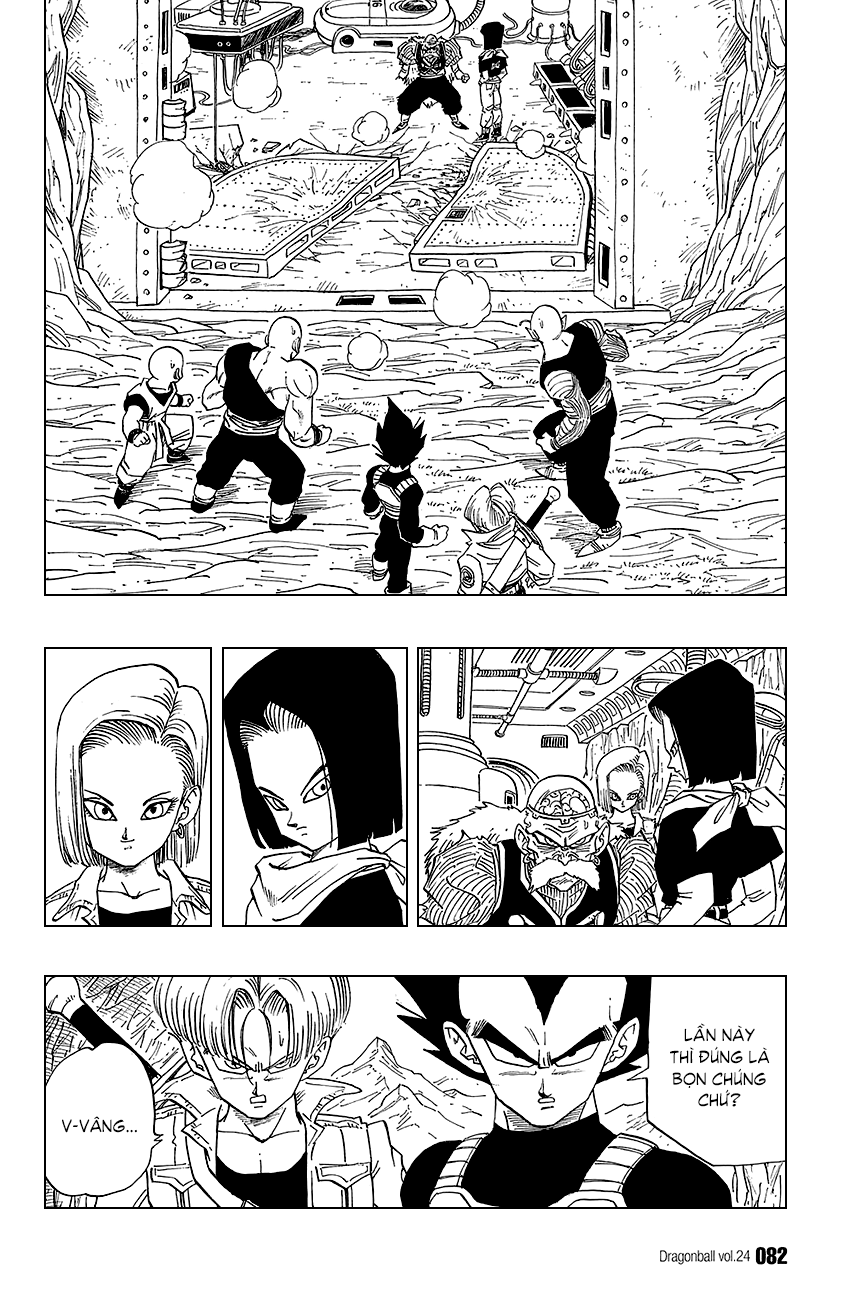 LẦN NÀY
THÌ ĐÚNG LÀ
BỌN CHÚNG
CHỨ?
V-VÂNG...
Dragonball vol.24 082